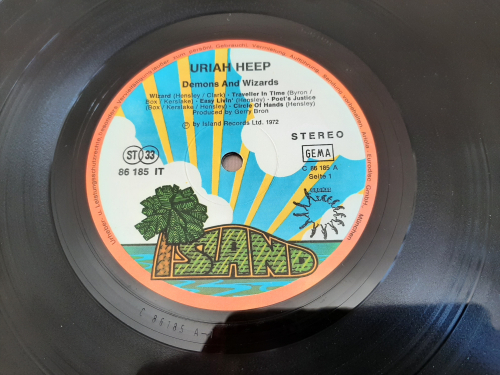 URIAH HEEP
Demons And Wizards
Wizard (Hensley / Clark) · Traveller In Time (Byron /
Box / Kerslake) · Easy Livin' (Hensley) · Poet's Justice
(Box / Kerslake / Hensley) · Circle Of Hands (Hensley)
Produced by Gerry Bron
℗ by Island Records Ltd. 1972
STEREO
ST 33
GEMA
86 185 IT
C 86 185 A
Seite 1
ISLAND
C 86185 A